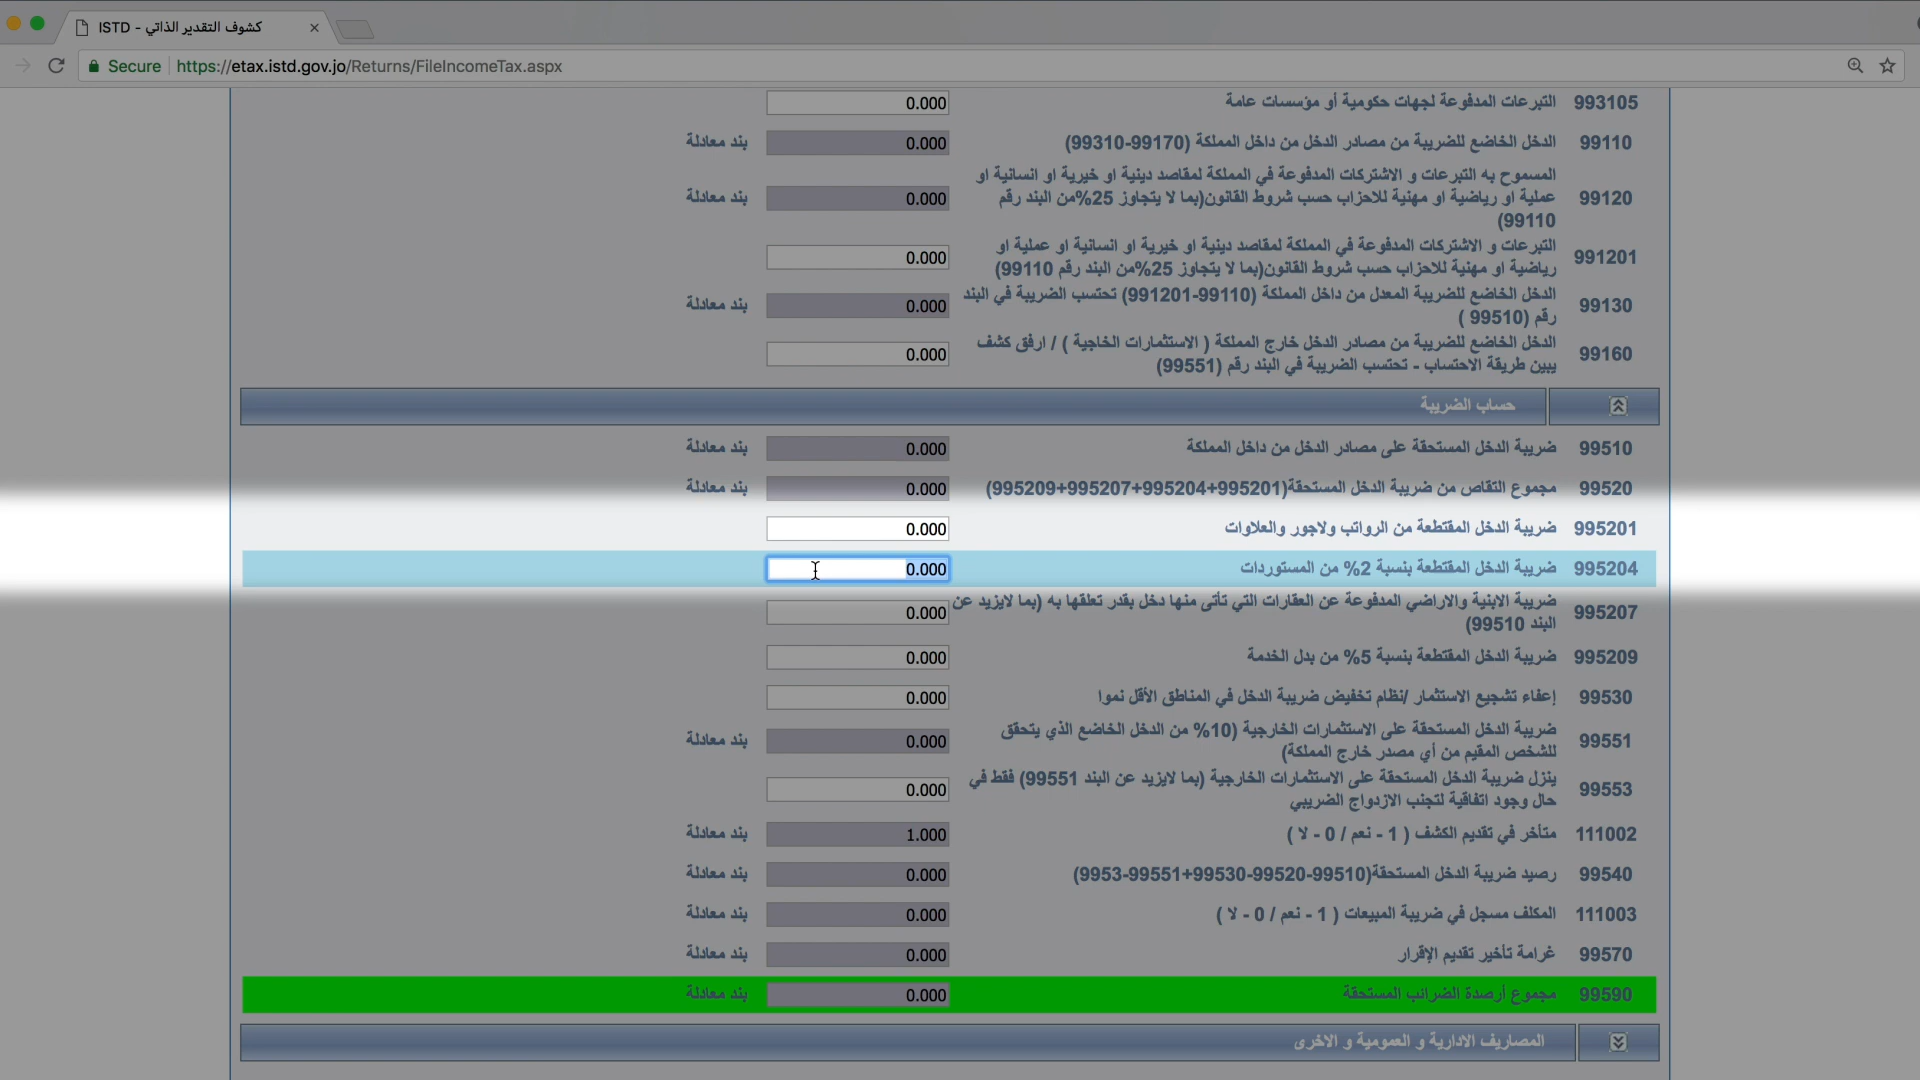 كشوف التقدير الذاتي - ISTD
Secure https://etax.istd.gov.jo/Returns/FileIncomeTax.aspx
993105 التبرعات المدفوعة لجهات حكومية أو مؤسسات عامة 0.000
99110 الدخل الخاضع للضريبة من مصادر الدخل من داخل المملكة (99170-99310) 0.000 بند معادلة
المسموح به التبرعات و الاشتركات المدفوعة في المملكة لمقاصد دينية او خيرية او انسانية او
99120 عملية او رياضية او مهنية للاحزاب حسب شروط القانون(بما لا يتجاوز 25%من البند رقم 0.000 بند معادلة
99110)
التبرعات و الاشتركات المدفوعة في المملكة لمقاصد دينية او خيرية او انسانية او عملية او
991201 رياضية او مهنية للاحزاب حسب شروط القانون(بما لا يتجاوز 25%من البند رقم 99110) 0.000
99130 الدخل الخاضع للضريبة المعدل من داخل المملكة (99110-991201) تحتسب الضريبة في البند 0.000 بند معادلة
رقم (99510 )
99160 الدخل الخاضع للضريبة من مصادر الدخل خارج المملكة ( الاستثمارات الخاجية ) / ارفق كشف 0.000
يبين طريقة الاحتساب - تحتسب الضريبة في البند رقم (99551)
حساب الضريبة
99510 ضريبة الدخل المستحقة على مصادر الدخل من داخل المملكة 0.000 بند معادلة
99520 مجموع التقاص من ضريبة الدخل المستحقة(995201+995204+995207+995209) 0.000 بند معادلة
995201 ضريبة الدخل المقتطعة من الرواتب ولاجور والعلاوات 0.000
995204 ضريبة الدخل المقتطعة بنسبة 2% من المستوردات 0.000
995207 ضريبة الابنية والاراضي المدفوعة عن العقارات التي تأتى منها دخل بقدر تعلقها به (بما لايزيد عن 0.000
البند 99510)
995209 ضريبة الدخل المقتطعة بنسبة 5% من بدل الخدمة 0.000
99530 إعفاء تشجيع الاستثمار /نظام تخفيض ضريبة الدخل في المناطق الأقل نموا 0.000
99551 ضريبة الدخل المستحقة على الاستثمارات الخارجية (10% من الدخل الخاضع الذي يتحقق 0.000 بند معادلة
للشخص المقيم من أي مصدر خارج المملكة)
99553 ينزل ضريبة الدخل المستحقة على الاستثمارات الخارجية (بما لايزيد عن البند 99551) فقط في 0.000
حال وجود اتفاقية لتجنب الازدواج الضريبي
111002 متأخر في تقديم الكشف ( 1 - نعم / 0 - لا ) 1.000 بند معادلة
99540 رصيد ضريبة الدخل المستحقة(99510-99520-99530+99551-9953) 0.000 بند معادلة
111003 المكلف مسجل في ضريبة المبيعات ( 1 - نعم / 0 - لا ) 0.000 بند معادلة
99570 غرامة تأخير تقديم الإقرار 0.000 بند معادلة
99590 مجموع أرصدة الضرائب المستحقة 0.000 بند معادلة
المصاريف الادارية و العمومية و الاخرى